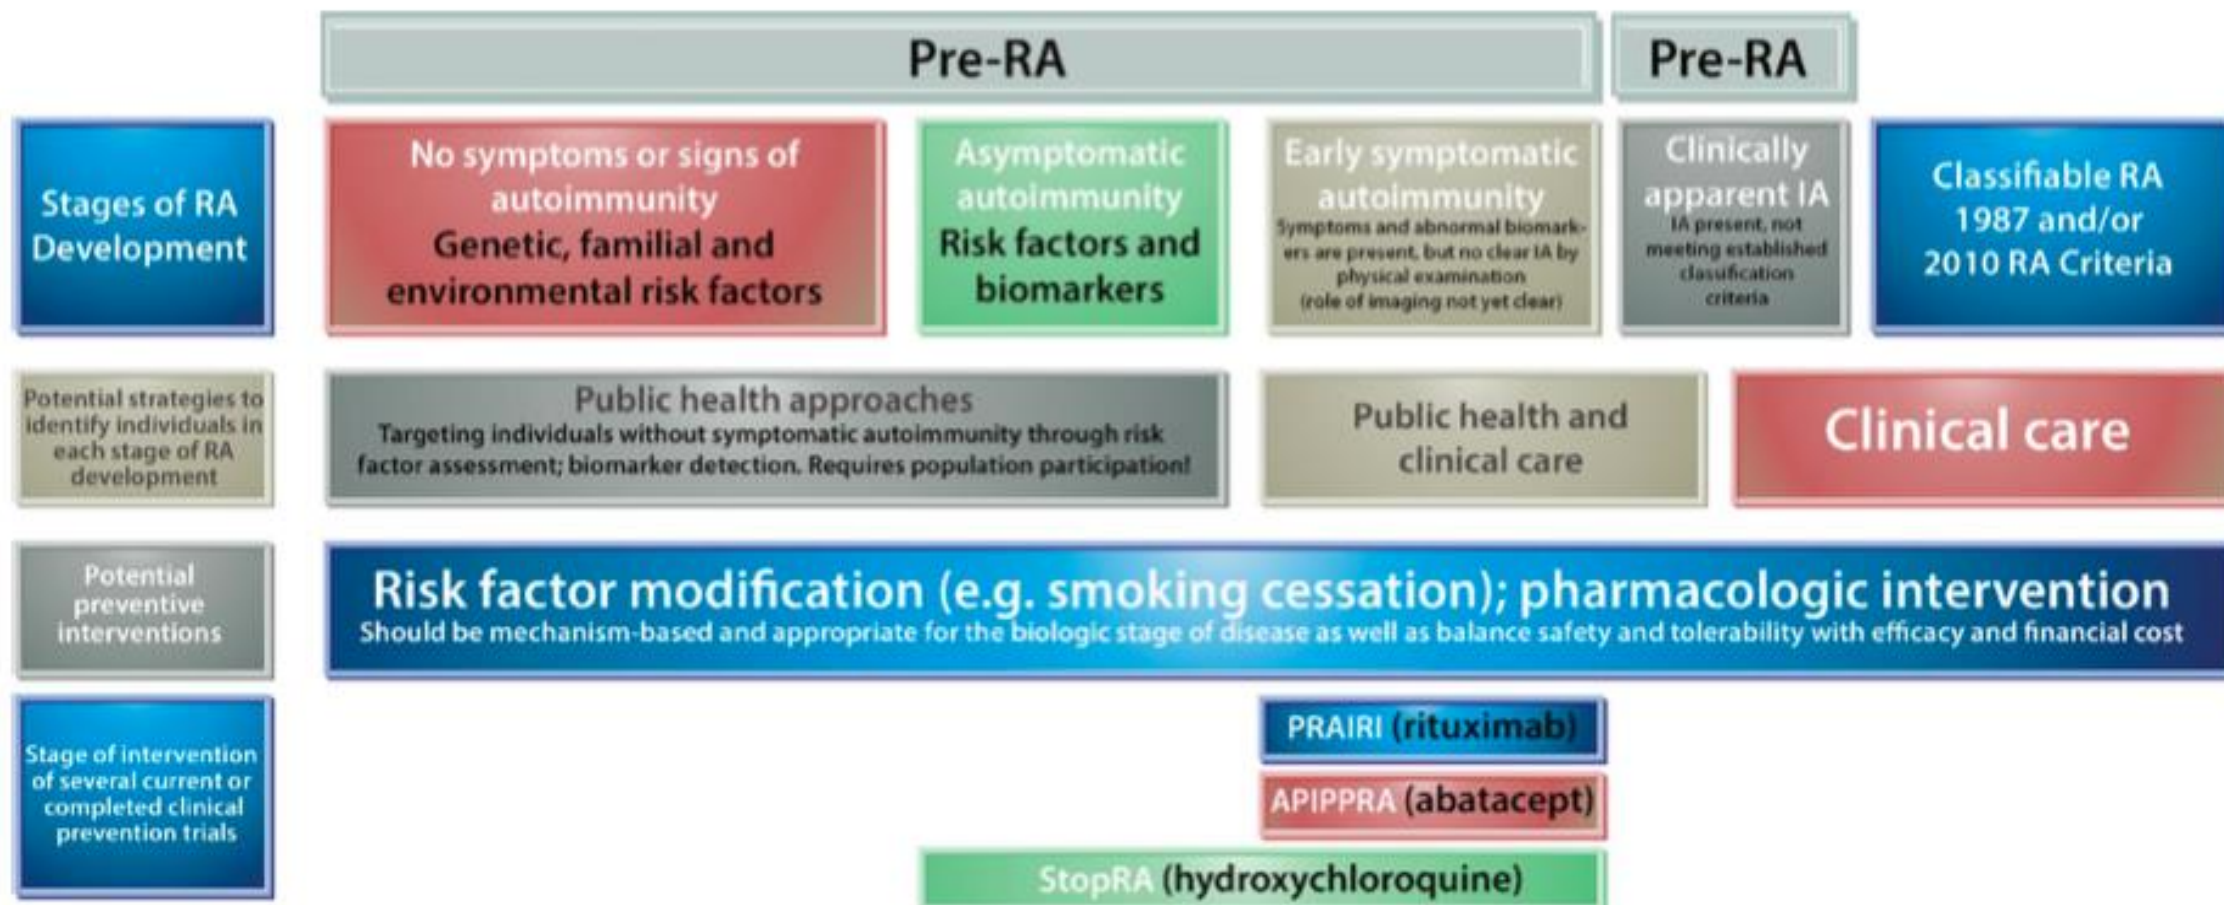 Pre-RA
Pre-RA
Stages of RA
Development
No symptoms or signs of
autoimmunity
Genetic, familial and
environmental risk factors
Asymptomatic
autoimmunity
Risk factors and
biomarkers
Early symptomatic
autoimmunity
Symptoms and abnormal biomark-
ers are present, but no clear IA by
physical examination
(role of imaging not yet clear)
Clinically
apparent IA
IA present, not
meeting established
clasufication
criteria
Classifiable RA
1987 and/or
2010 RA Criteria
Potential strategies to
identify individuals in
each stage of RA
development
Public health approaches
Targeting individuals without symptomatic autoimmunity through risk
factor assessment; biomarker detection. Requires population participation!
Public health and
clinical care
Clinical care
Potential
preventive
interventions
Risk factor modification (e.g. smoking cessation); pharmacologic intervention
Should be mechanism-based and appropriate for the biologic stage of disease as well as balance safety and tolerability with efficacy and financial cost
Stage of intervention
of several current or
completed clinical
prevention trials
PRAIRI (rituximab)
APIPPRA (abatacept)
StopRA (hydroxychloroquine)